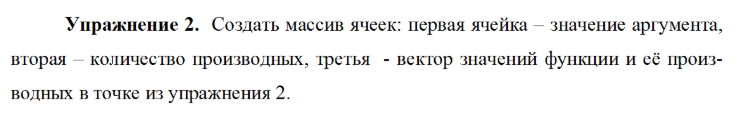 Упражнение 2. Создать массив ячеек: первая ячейка – значение аргумента,
вторая – количество производных, третья - вектор значений функции и её произ-
водных в точке из упражнения 2.